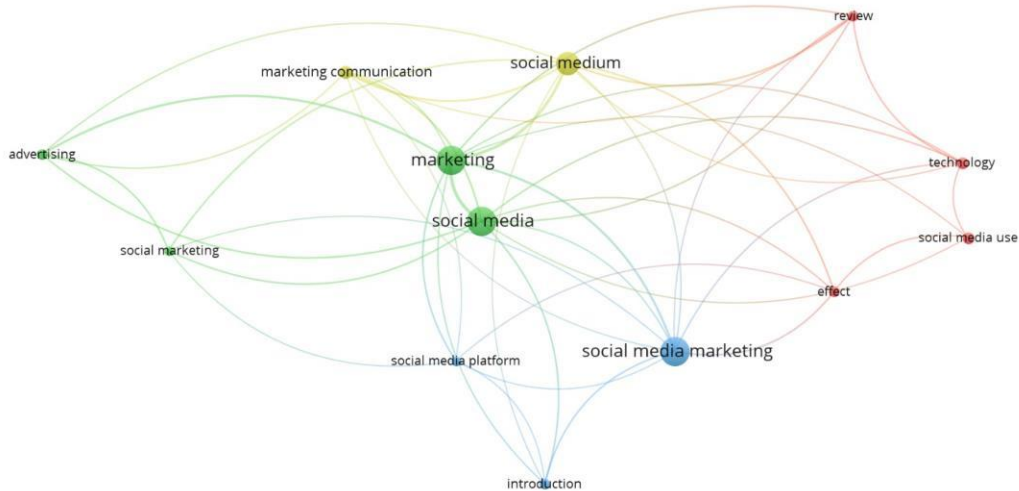 review
social medium
marketing communication
advertising
marketing
technology
social media
social marketing
social media use
effect
social media platform
social media marketing
introduction